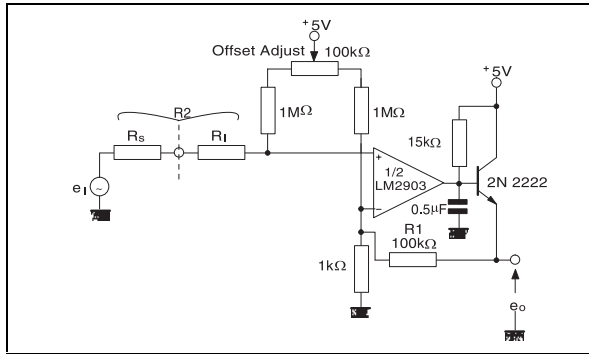 +5V
Offset Adjust 100kΩ
+5V
R2
1MΩ 1MΩ
15kΩ
Rs RI
+
1/2
LM2903
2N 2222
eI
~
0.5μF
−
R1
100kΩ
1kΩ
eo